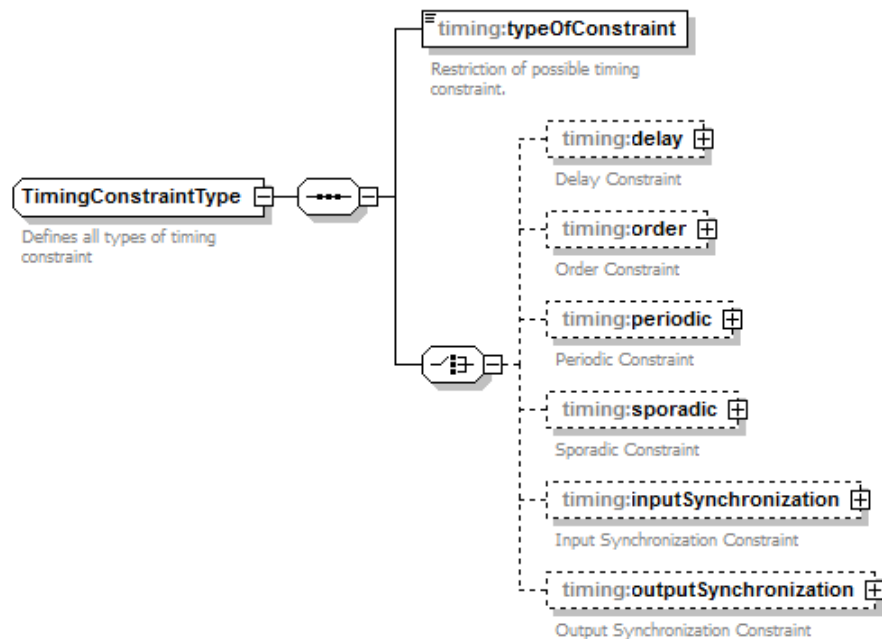 timing:typeOfConstraint
Restriction of possible timing
constraint.
timing:delay
Delay Constraint
TimingConstraintType
Defines all types of timing
constraint
timing:order
Order Constraint
timing:periodic
Periodic Constraint
timing:sporadic
Sporadic Constraint
timing:inputSynchronization
Input Synchronization Constraint
timing:outputSynchronization
Output Synchronization Constraint